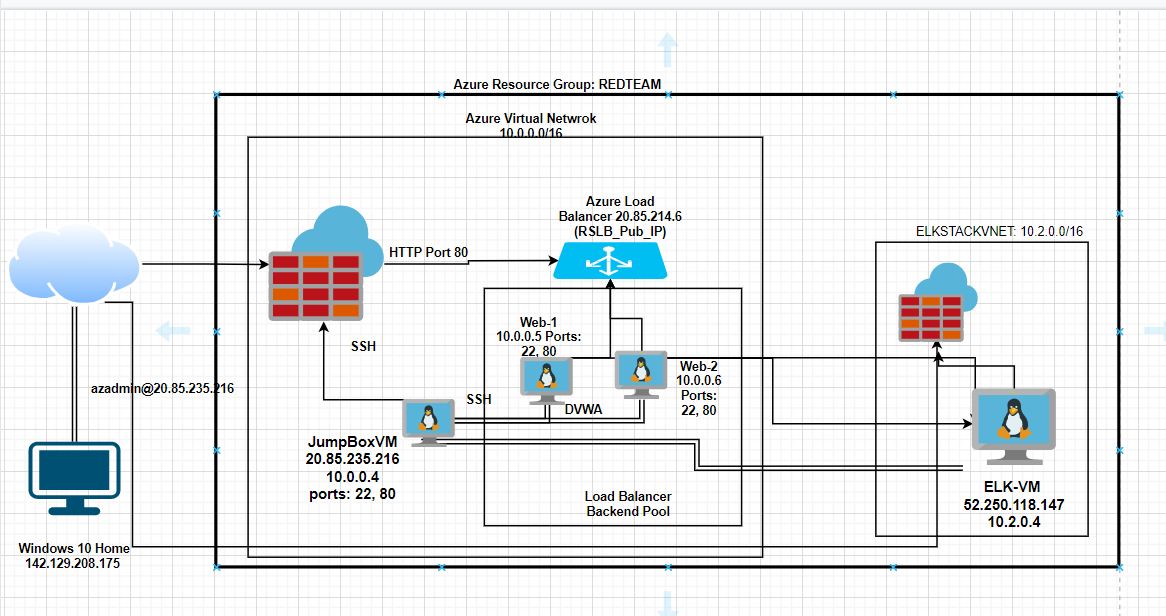 Azure Resource Group: REDTEAM
Azure Virtual Netwrok
10.0.0.0/16
Azure Load
Balancer 20.85.214.6
(RSLB_Pub_IP)
ELKSTACKVNET: 10.2.0.0/16
HTTP Port 80
Web-1
10.0.0.5 Ports:
22, 80
SSH
Web-2
10.0.0.6
Ports:
22, 80
azadmin@20.85.235.216
SSH
DVWA
JumpBoxVM
20.85.235.216
10.0.0.4
ports: 22, 80
Load Balancer
Backend Pool
ELK-VM
52.250.118.147
10.2.0.4
Windows 10 Home
142.129.208.175